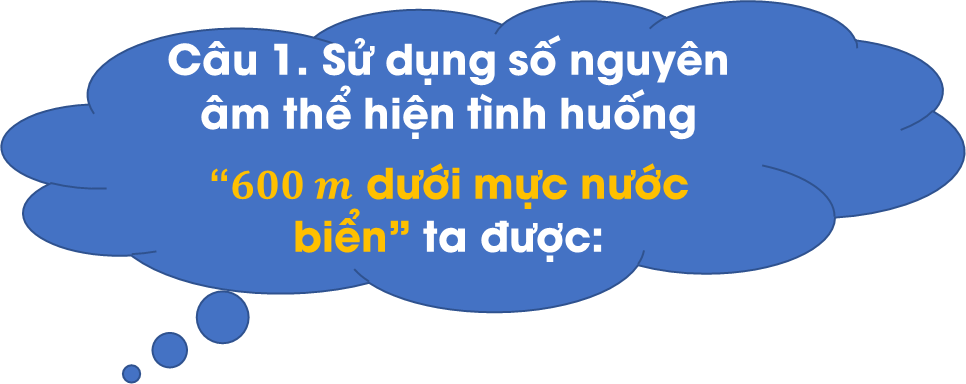 Câu 1. Sử dụng số nguyên
âm thể hiện tình huống
“600 m dưới mực nước
biển” ta được: